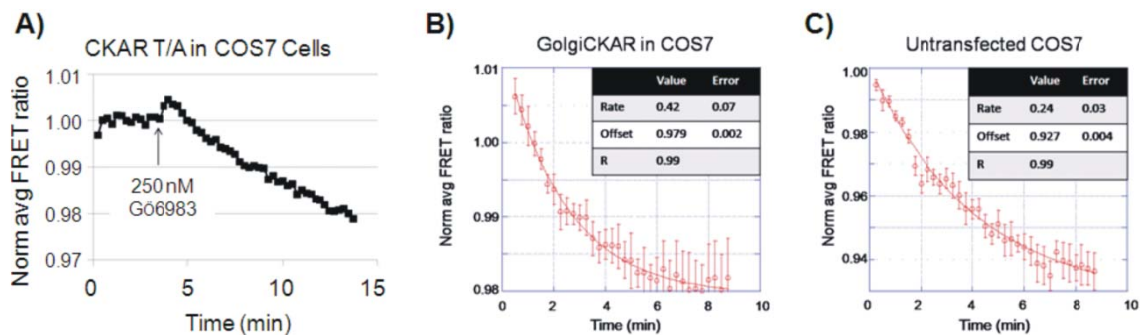 A)
CKAR T/A in COS7 Cells
Norm avg FRET ratio
1.01
1.00
0.99
0.98
0.97
250 nM
Gö6983
0 5 10 15
Time (min)
B)
GolgiCKAR in COS7
Norm avg FRET ratio
1.01
1.00
0.99
0.98
Value Error
Rate 0.42 0.07
Offset 0.979 0.002
R 0.99
0 2 4 6 8 10
Time (min)
C)
Untransfected COS7
Norm avg FRET ratio
1.00
0.98
0.96
0.94
Value Error
Rate 0.24 0.03
Offset 0.927 0.004
R 0.99
0 2 4 6 8 10
Time (min)